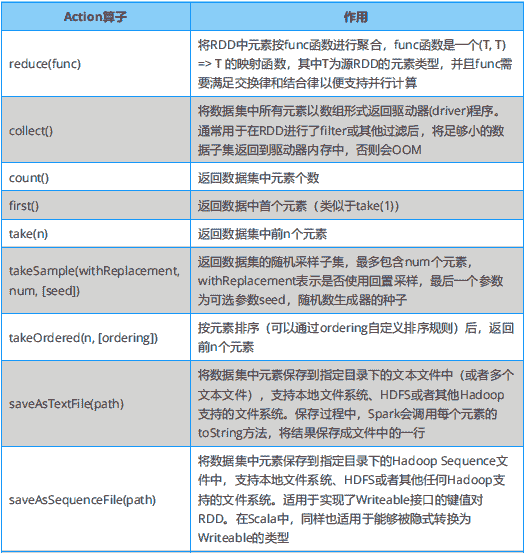 Action算子 作用
reduce(func)
将RDD中元素按func函数进行聚合，func函数是一个(T, T)
=> T 的映射函数，其中T为源RDD的元素类型，并且func需
要满足交换律和结合律以便支持并行计算
collect()
将数据集中所有元素以数组形式返回驱动器(driver)程序。
通常用于在RDD进行了filter或其他过滤后，将足够小的数
据子集返回到驱动器内存中，否则会OOM
count() 返回数据集中元素个数
first() 返回数据中首个元素（类似于take(1)）
take(n) 返回数据集中前n个元素
takeSample(withReplacement,
num, [seed])
返回数据集的随机采样子集，最多包含num个元素，
withReplacement表示是否使用回置采样，最后一个参数
为可选参数seed，随机数生成器的种子
takeOrdered(n, [ordering])
按元素排序（可以通过ordering自定义排序规则）后，返回
前n个元素
saveAsTextFile(path)
将数据集中元素保存到指定目录下的文本文件中（或者多个
文本文件），支持本地文件系统、HDFS或者其他Hadoop
支持的文件系统。保存过程中，Spark会调用每个元素的
toString方法，将结果保存成文件中的一行
saveAsSequenceFile(path)
将数据集中元素保存到指定目录下的Hadoop Sequence文
件中，支持本地文件系统、HDFS或者其他任何Hadoop支
持的文件系统。适用于实现了Writeable接口的键值对
RDD。在Scala中，同样也适用于能够被隐式转换为
Writeable的类型